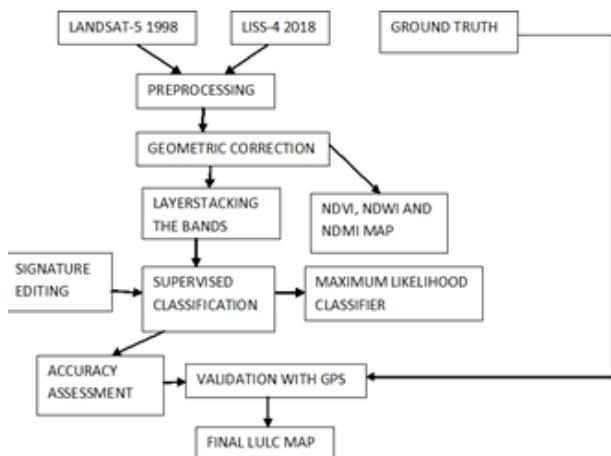 LANDSAT-5 1998
LISS-4 2018
GROUND TRUTH
PREPROCESSING
GEOMETRIC CORRECTION
LAYERSTACKING
THE BANDS
NDVI, NDWI AND
NDMI MAP
SIGNATURE
EDITING
SUPERVISED
CLASSIFICATION
MAXIMUM LIKELIHOOD
CLASSIFIER
ACCURACY
ASSESSMENT
VALIDATION WITH GPS
FINAL LULC MAP